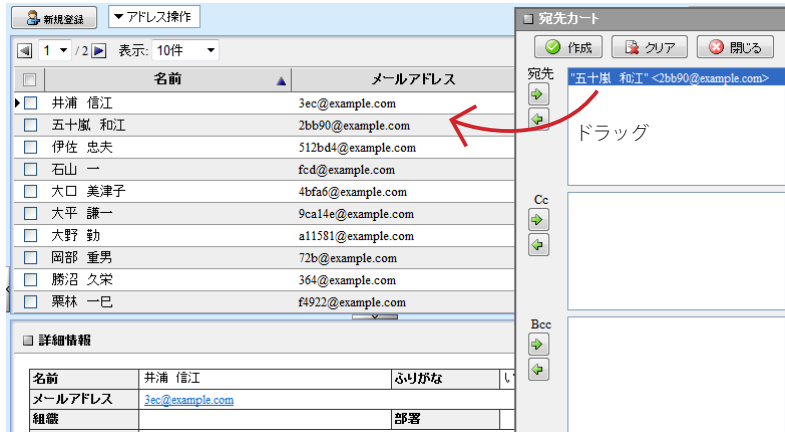 新規登録 ▼アドレス操作
1 ▼ /2 表示: 10件 ▼
名前 ▲ メールアドレス
井浦 信江 3ec@example.com
五十嵐 和江 2bb90@example.com
伊佐 忠夫 512bd4@example.com
石山 一 fcd@example.com
大口 美津子 4bfa6@example.com
大平 謙一 9ca14e@example.com
大野 勤 a11581@example.com
岡部 重男 72b@example.com
勝沼 久栄 364@example.com
栗林 一巳 f4922@example.com
詳細情報
名前 井浦 信江 ふりがな
メールアドレス 3ec@example.com
組織 部署
宛先カート
作成 クリア 閉じる
宛先 "五十嵐 和江" <2bb90@example.com>
ドラッグ
Cc
Bcc